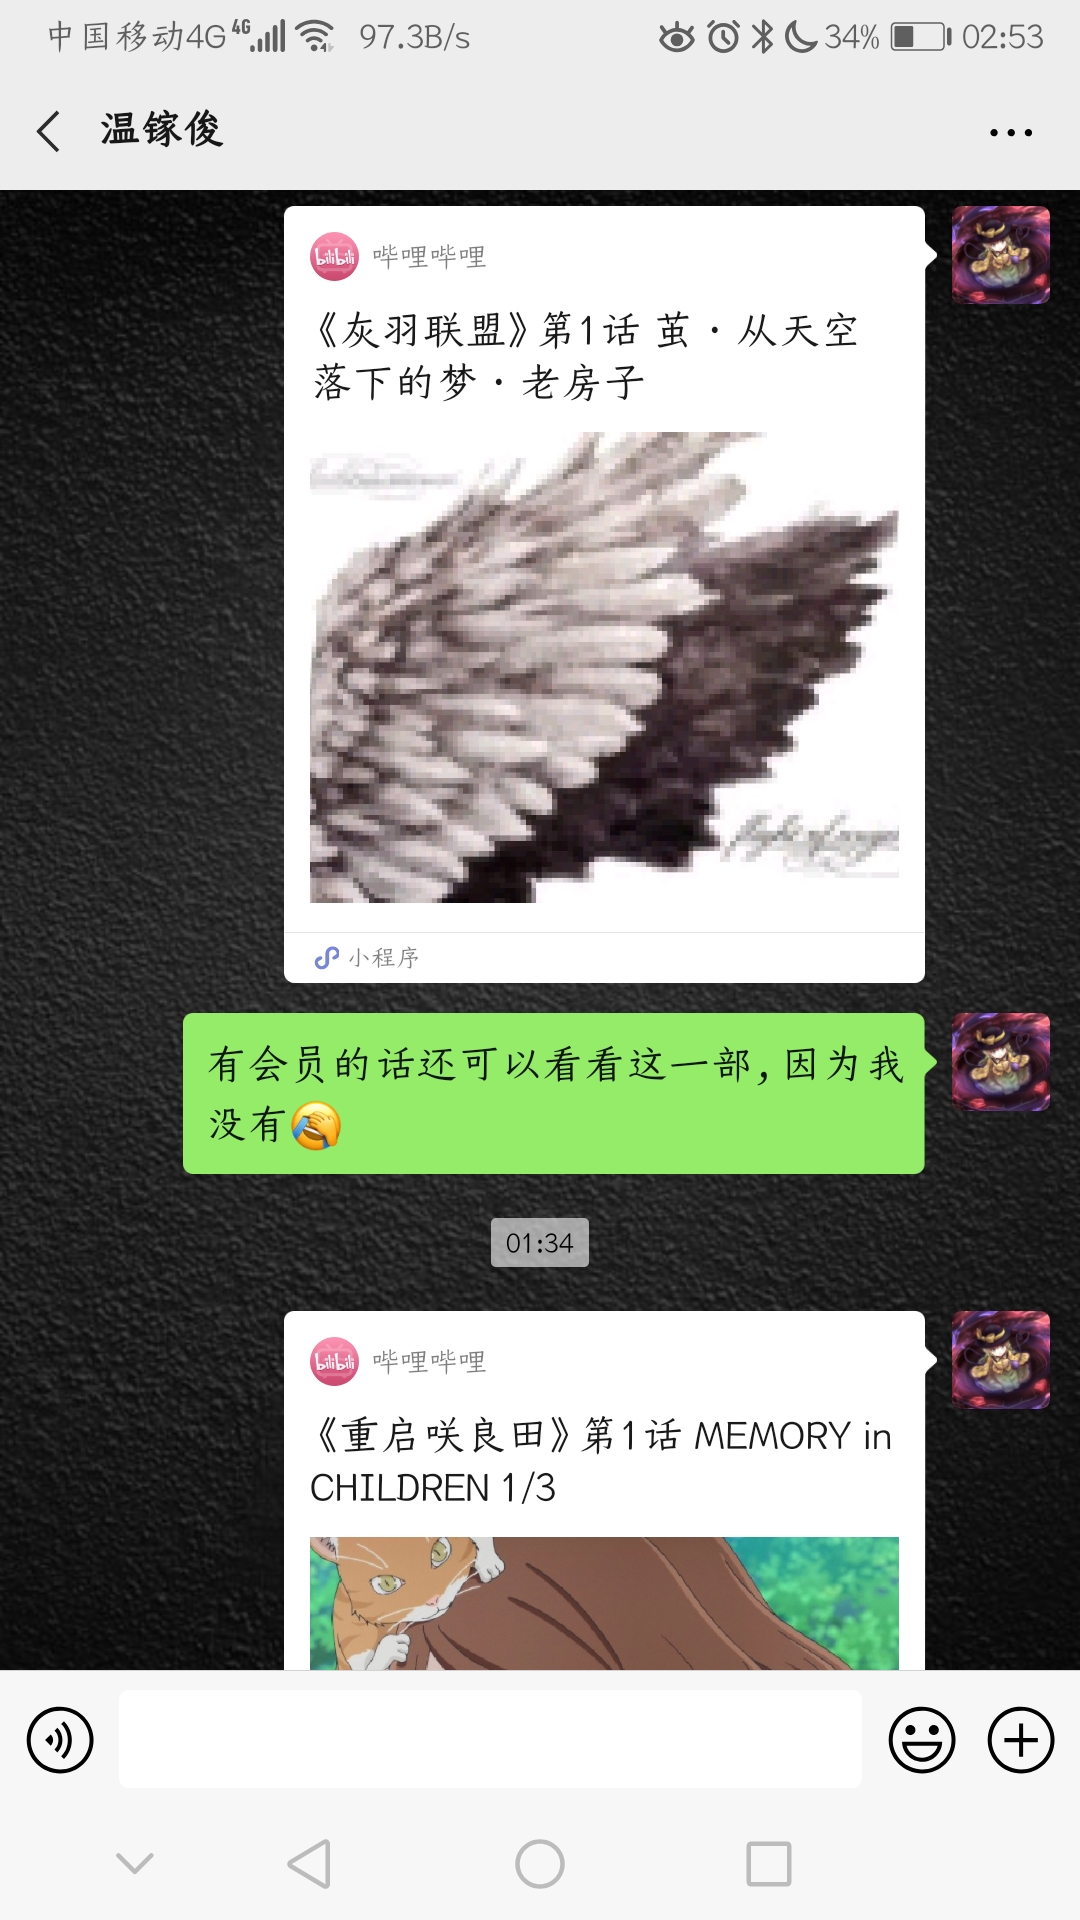 中国移动4G 4G 97.3B/s 34% 02:53
温镓俊
bilibili 哔哩哔哩
《灰羽联盟》第1话 茧·从天空
落下的梦·老房子
小程序
有会员的话还可以看看这一部,因为我
没有🤦
01:34
bilibili 哔哩哔哩
《重启咲良田》第1话 MEMORY in
CHILDREN 1/3